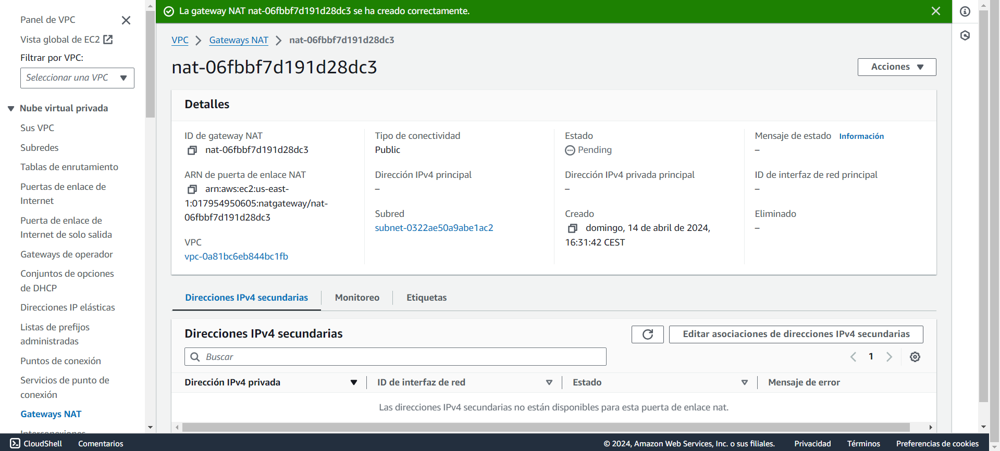 La gateway NAT nat-06fbbf7d191d28dc3 se ha creado correctamente.
Panel de VPC
Vista global de EC2
Filtrar por VPC:
Seleccionar una VPC
Nube virtual privada
Sus VPC
Subredes
Tablas de enrutamiento
Puertas de enlace de
Internet
Puerta de enlace de
Internet de solo salida
Gateways de operador
Conjuntos de opciones
de DHCP
Direcciones IP elásticas
Listas de prefijos
administradas
Puntos de conexión
Servicios de punto de
conexión
Gateways NAT
Interconexiones
VPC
Gateways NAT
nat-06fbbf7d191d28dc3
nat-06fbbf7d191d28dc3
Acciones
Detalles
ID de gateway NAT
nat-06fbbf7d191d28dc3
ARN de puerta de enlace NAT
arn:aws:ec2:us-east-
1:017954950605:natgateway/nat-
06fbbf7d191d28dc3
VPC
vpc-0a81bc6eb844bc1fb
Tipo de conectividad
Public
Dirección IPv4 principal
–
Subred
subnet-0322ae50a9abe1ac2
Estado
Pending
Dirección IPv4 privada principal
–
Creado
domingo, 14 de abril de 2024,
16:31:42 CEST
Mensaje de estado Información
–
ID de interfaz de red principal
–
Eliminado
–
Direcciones IPv4 secundarias
Monitoreo
Etiquetas
Direcciones IPv4 secundarias
Editar asociaciones de direcciones IPv4 secundarias
Buscar
1
Dirección IPv4 privada
ID de interfaz de red
Estado
Mensaje de error
Las direcciones IPv4 secundarias no están disponibles para esta puerta de enlace nat.
CloudShell
Comentarios
© 2024, Amazon Web Services, Inc. o sus filiales.
Privacidad
Términos
Preferencias de cookies